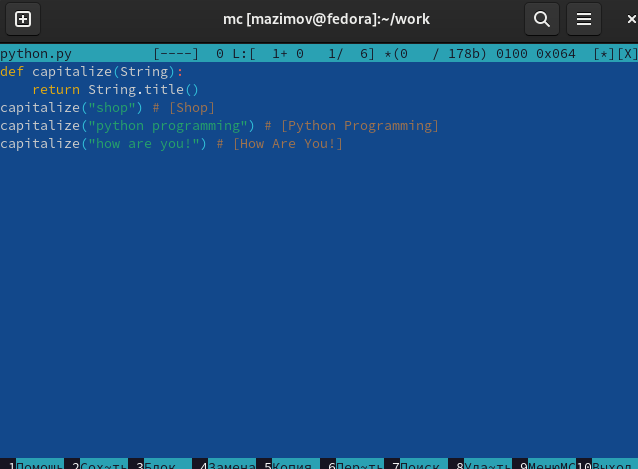 mc [mazimov@fedora]:~/work
python.py [----] 0 L:[ 1+ 0 1/ 6] *(0 / 178b) 0100 0x064 [*][X]
def capitalize(String):
    return String.title()
capitalize("shop") # [Shop]
capitalize("python programming") # [Python Programming]
capitalize("how are you!") # [How Are You!]
1Помощь 2Сох~ть 3Блок 4Замена 5Копия 6Пер~ть 7Поиск 8Уда~ть 9МенюMC 10Выход